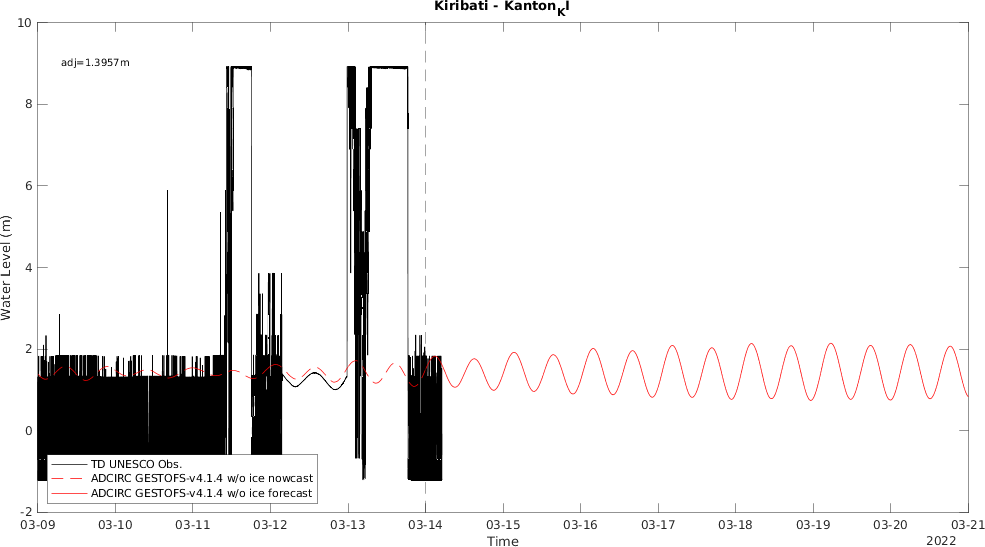 Kiribati - Kanton_KI
adj=1.3957m
10
8
6
4
2
0
-2
Water Level (m)
TD UNESCO Obs.
ADCIRC GESTOFS-v4.1.4 w/o ice nowcast
ADCIRC GESTOFS-v4.1.4 w/o ice forecast
03-09 03-10 03-11 03-12 03-13 03-14 03-15 03-16 03-17 03-18 03-19 03-20 03-21
Time
2022